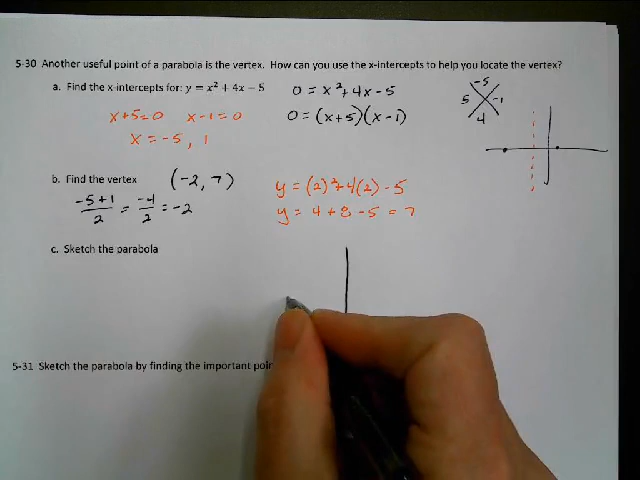 5-30 Another useful point of a parabola is the vertex. How can you use the x-intercepts to help you locate the vertex?
a. Find the x-intercepts for: y = x² + 4x − 5
0 = x² + 4x - 5
-5
5 -1
4
x+5=0 x-1=0
0 = (x+5)(x-1)
x = -5, 1
b. Find the vertex
(-2, 7)
y = (2)² + 4(2) - 5
-5+1/2 = -4/2 = -2
y = 4 + 8 - 5 = 7
c. Sketch the parabola
5-31 Sketch the parabola by finding the important